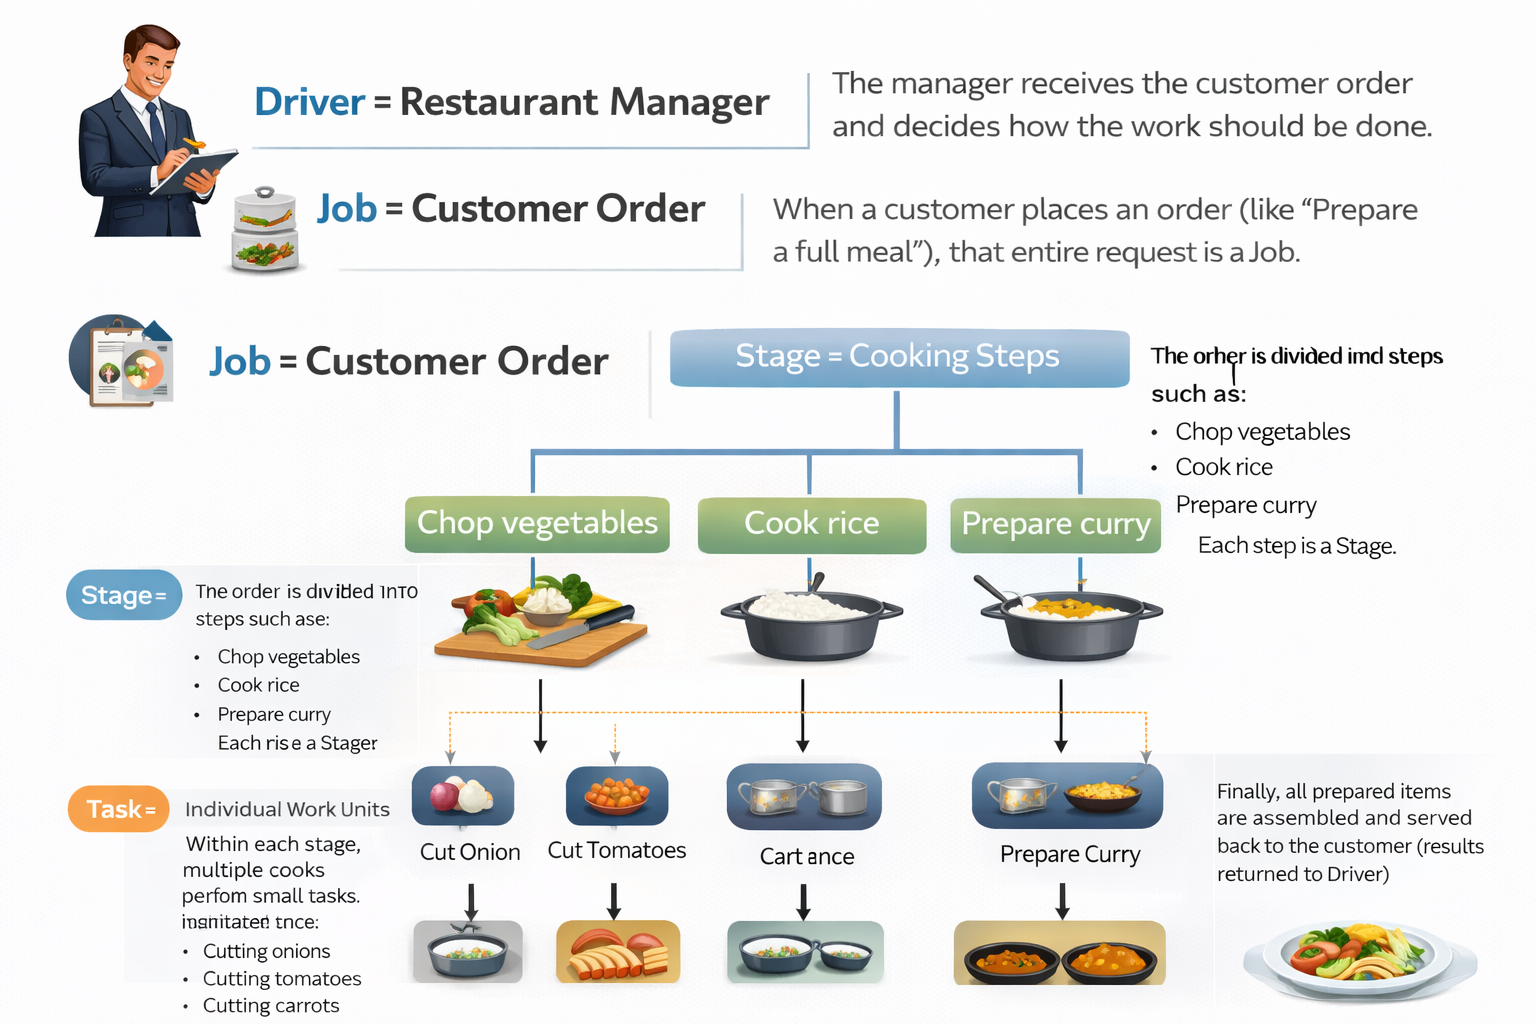 Driver = Restaurant Manager
The manager receives the customer order
and decides how the work should be done.
Job = Customer Order
When a customer places an order (like “Prepare
a full meal”), that entire request is a Job.
Job = Customer Order
Stage = Cooking Steps
The orher is divided imd steps
such as:
• Chop vegetables
• Cook rice
Prepare curry
Each step is a Stage.
Chop vegetables
Cook rice
Prepare curry
Stage =
The order is divided INTO
steps such ase:
• Chop vegetables
• Cook rice
• Prepare curry
Each rise a Stager
Task =
Individual Work Units
Within each stage,
multiple cooks
perfom small tasks.
tnce:
• Cutting onions
• Cutting tomatoes
• Cutting carrots
Cut Onion
Cut Tomatoes
Cart ance
Prepare Curry
Finally, all prepared items
are assembled and served
back to the customer (results
returned to Driver)